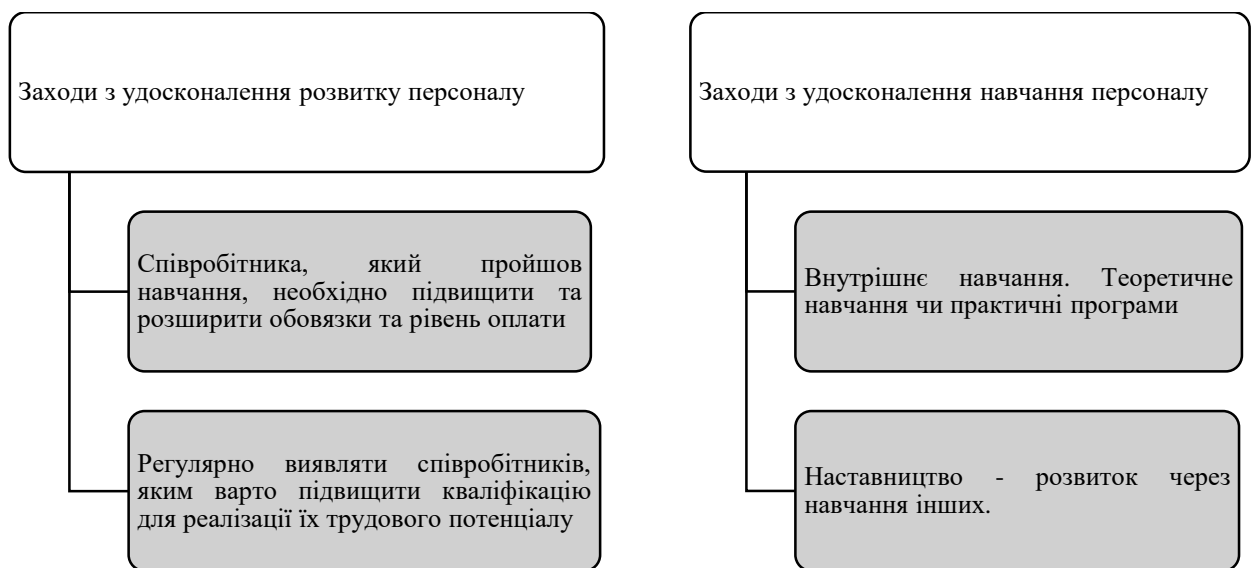 Заходи з удосконалення розвитку персоналу
Співробітника, який пройшов
навчання, необхідно підвищити та
розширити обовязки та рівень оплати
Регулярно виявляти співробітників,
яким варто підвищити кваліфікацію
для реалізації їх трудового потенціалу
Заходи з удосконалення навчання персоналу
Внутрішнє навчання. Теоретичне
навчання чи практичні програми
Наставництво - розвиток через
навчання інших.